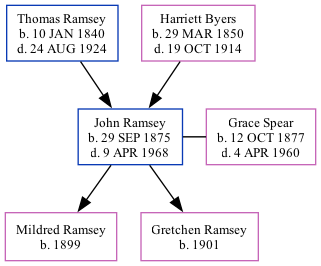 Thomas Ramsey
b. 10 JAN 1840
d. 24 AUG 1924
Harriett Byers
b. 29 MAR 1850
d. 19 OCT 1914
John Ramsey
b. 29 SEP 1875
d. 9 APR 1968
Grace Spear
b. 12 OCT 1877
d. 4 APR 1960
Mildred Ramsey
b. 1899
Gretchen Ramsey
b. 1901